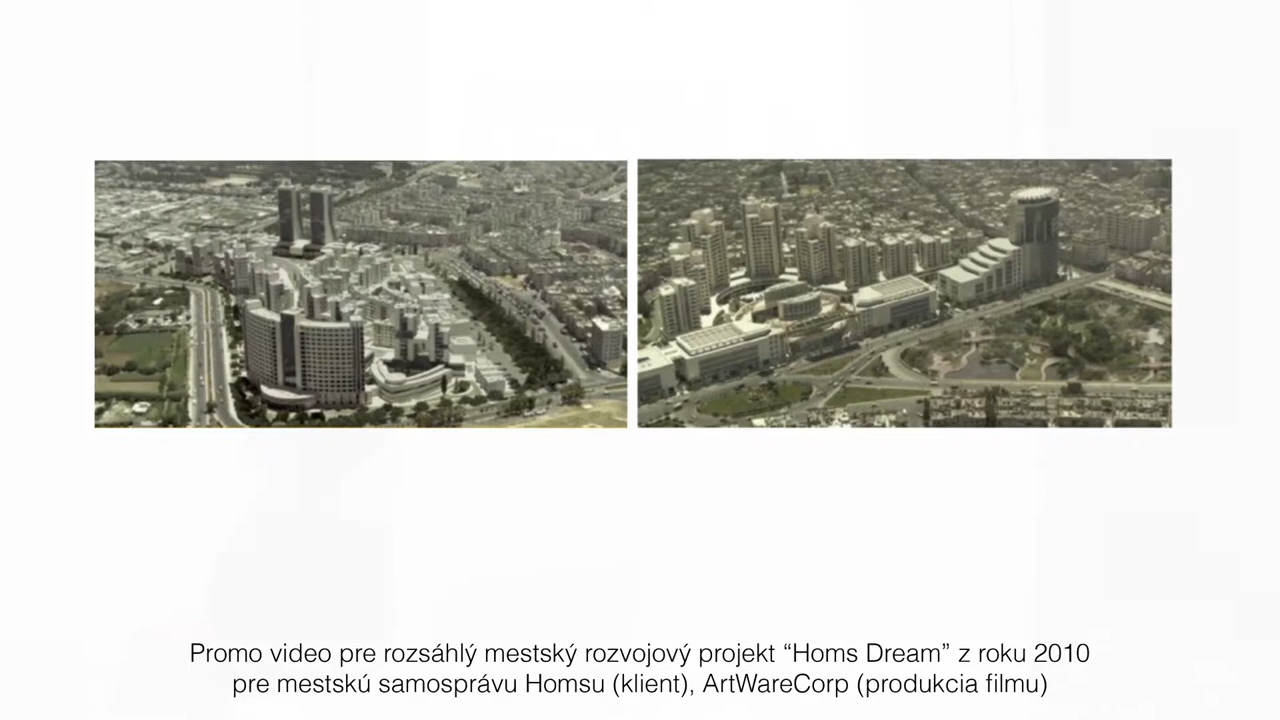 Promo video pre rozsáhlý mestský rozvojový projekt “Homs Dream” z roku 2010
pre mestskú samosprávu Homsu (klient), ArtWareCorp (produkcia filmu)